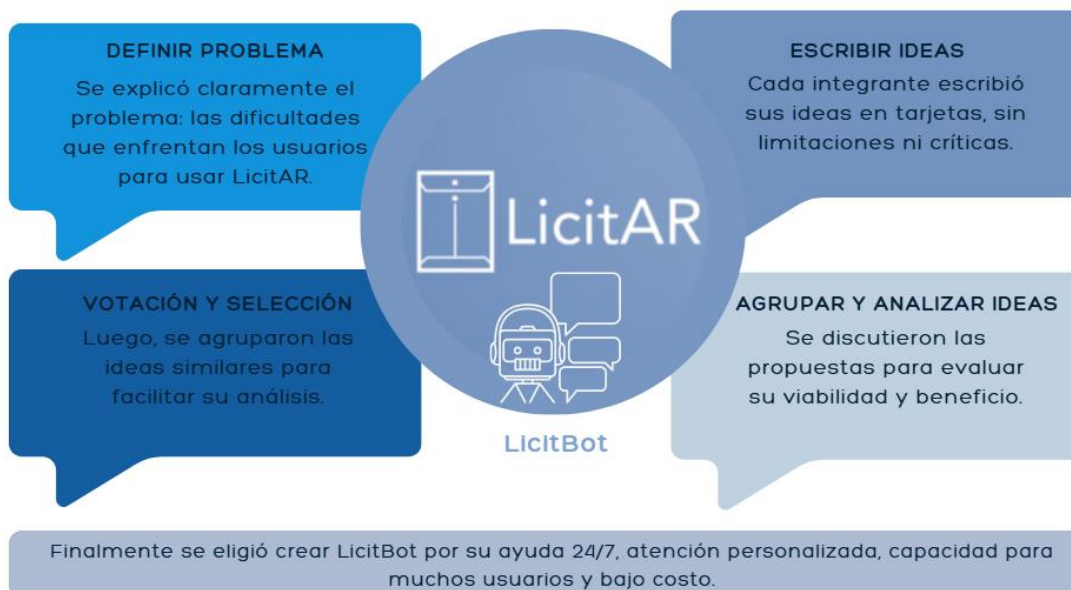 DEFINIR PROBLEMA
Se explicó claramente el
problema: las dificultades
que enfrentan los usuarios
para usar LicitAR.
ESCRIBIR IDEAS
Cada integrante escribió
sus ideas en tarjetas, sin
limitaciones ni críticas.
LicitAR
VOTACIÓN Y SELECCIÓN
Luego, se agruparon las
ideas similares para
facilitar su análisis.
AGRUPAR Y ANALIZAR IDEAS
Se discutieron las
propuestas para evaluar
su viabilidad y beneficio.
LicitBot
Finalmente se eligió crear LicitBot por su ayuda 24/7, atención personalizada, capacidad para
muchos usuarios y bajo costo.